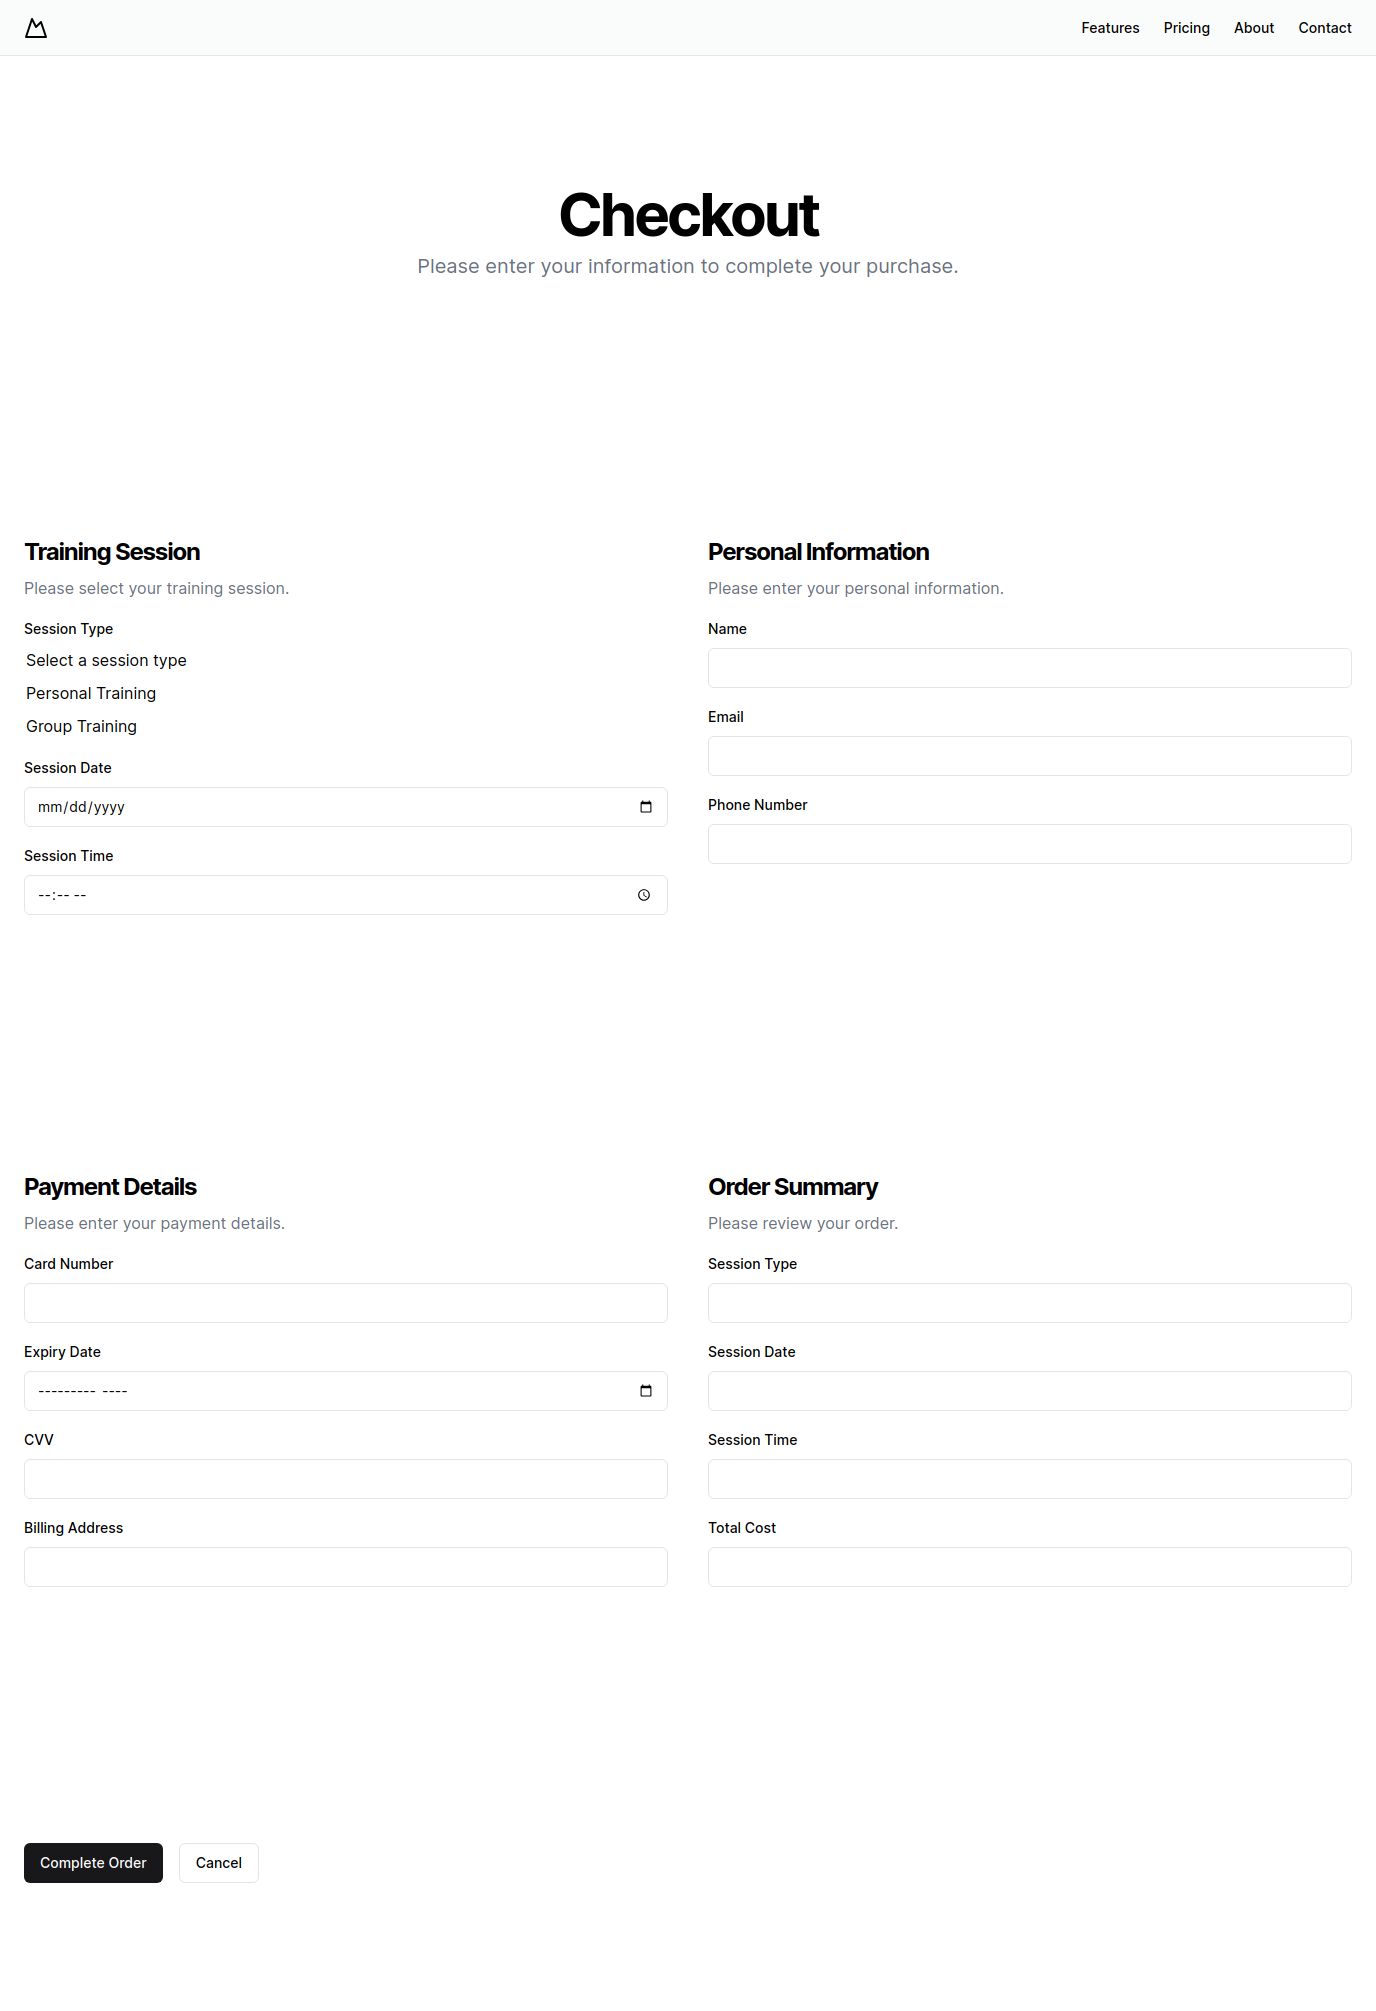 Features Pricing About Contact
Checkout
Please enter your information to complete your purchase.
Training Session
Please select your training session.
Session Type
Select a session type
Personal Training
Group Training
Session Date
mm/dd/yyyy
Session Time
--:-- --
Personal Information
Please enter your personal information.
Name
Email
Phone Number
Payment Details
Please enter your payment details.
Card Number
Expiry Date
--------- ----
CVV
Billing Address
Order Summary
Please review your order.
Session Type
Session Date
Session Time
Total Cost
Complete Order Cancel